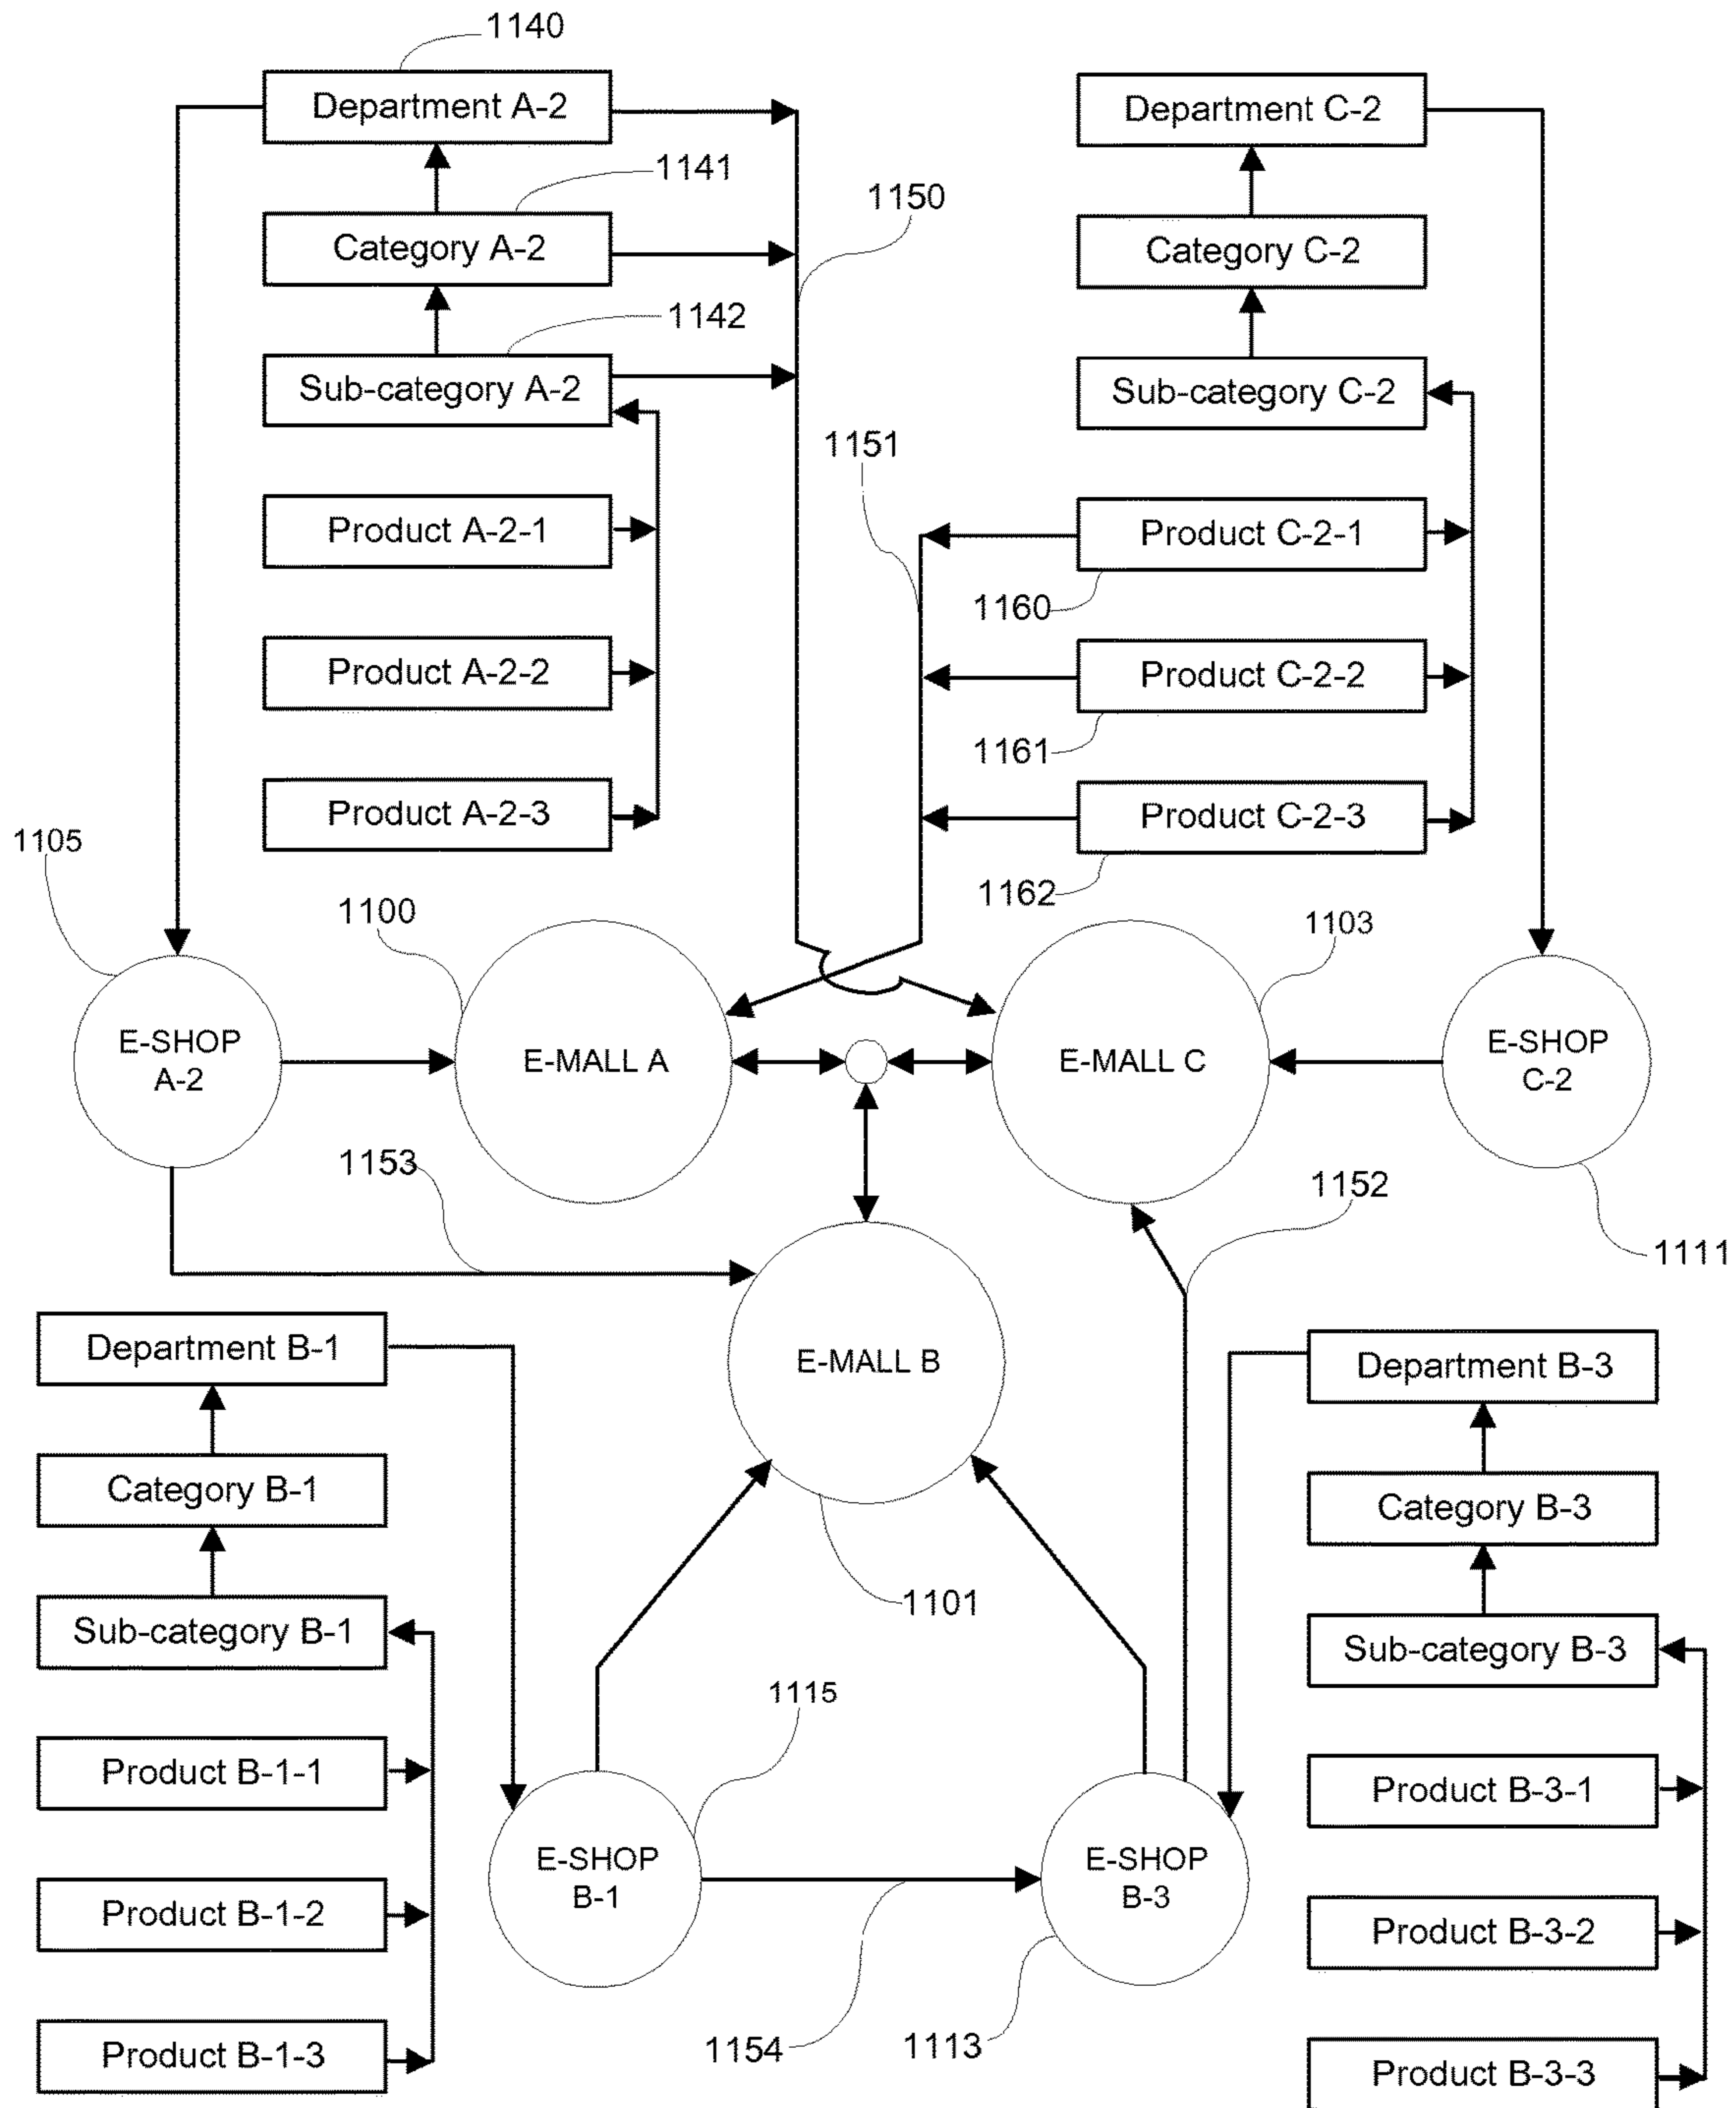 1140
Department A-2
Department C-2
1141
1150
Category A-2
Category C-2
1142
Sub-category A-2
Sub-category C-2
1151
Product A-2-1
Product C-2-1
1160
Product A-2-2
Product C-2-2
1161
Product A-2-3
Product C-2-3
1105
1162
1100
1103
E-SHOP
A-2
E-MALL A
E-MALL C
E-SHOP
C-2
1153
1152
1111
Department B-1
E-MALL B
Department B-3
Category B-1
Category B-3
1101
Sub-category B-1
Sub-category B-3
1115
Product B-1-1
Product B-3-1
E-SHOP
B-1
E-SHOP
B-3
Product B-1-2
Product B-3-2
1154
1113
Product B-1-3
Product B-3-3